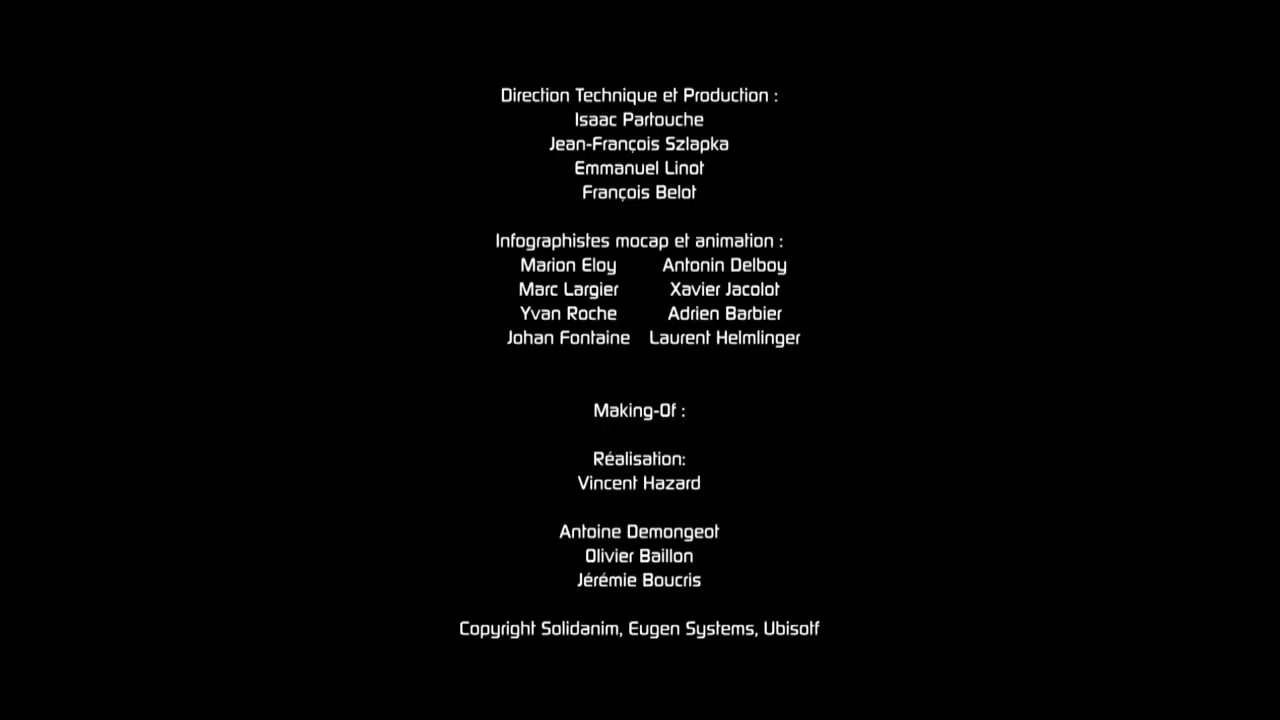 Direction Technique et Production :
Isaac Partouche
Jean-François Szlapka
Emmanuel Linot
François Belot
Infographistes mocap et animation :
Marion Eloy Antonin Delboy
Marc Largier Xavier Jacolot
Yvan Roche Adrien Barbier
Johan Fontaine Laurent Helmlinger
Making-Of :
Réalisation:
Vincent Hazard
Antoine Demongeot
Olivier Baillon
Jérémie Boucris
Copyright Solidanim, Eugen Systems, Ubisotf